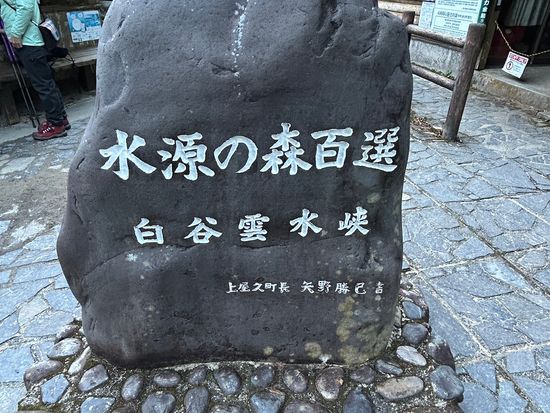 水源の森百選
白谷雲水峡
上屋久町長 矢野勝巳書